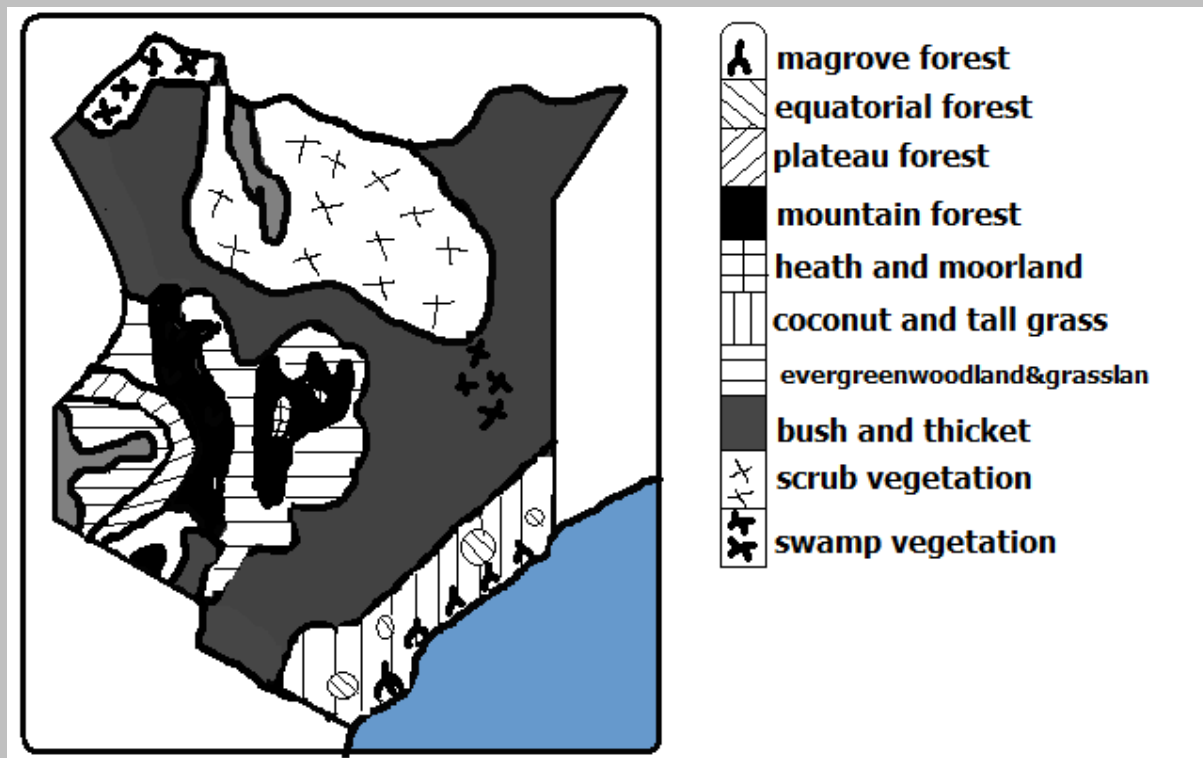 magrove forest
equatorial forest
plateau forest
mountain forest
heath and moorland
coconut and tall grass
evergreenwoodland&grasslan
bush and thicket
scrub vegetation
swamp vegetation